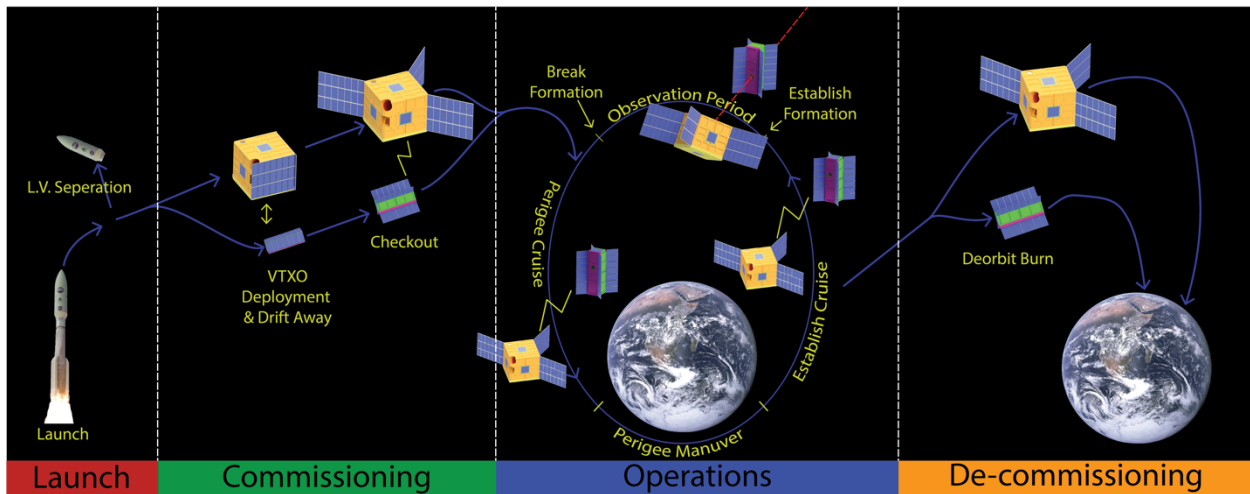 L.V. Seperation
Launch
VTXO
Deployment
& Drift Away
Checkout
Break
Formation
Observation Period
Establish
Formation
Perigee Cruise
Establish Cruise
Perigee Manuver
Deorbit Burn
Launch
Commissioning
Operations
De-commissioning